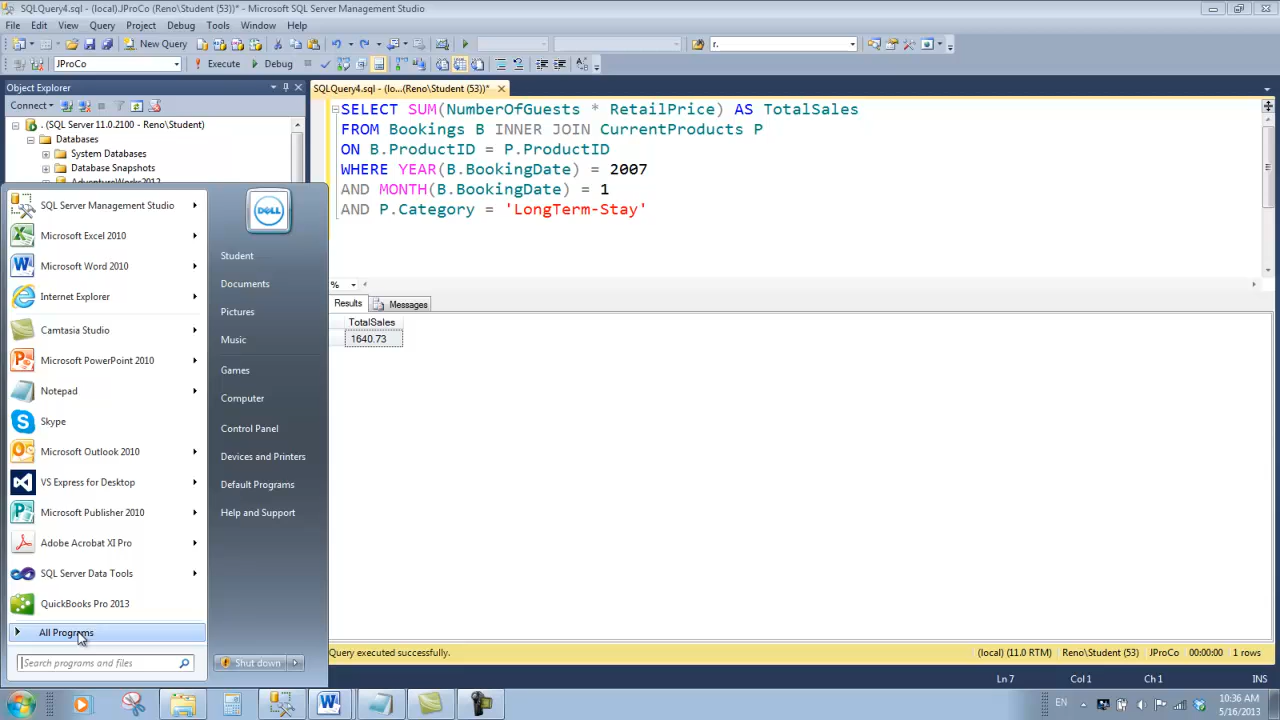 SQLQuery4.sql - (local).JProCo (Reno\Student (53))* - Microsoft SQL Server Management Studio
File Edit View Query Project Debug Tools Window Help
New Query r.
JProCo Execute Debug
Object Explorer
SQLQuery4.sql - (lo...(Reno\Student (53))*
Connect
. (SQL Server 11.0.2100 - Reno\Student)
Databases
System Databases
Database Snapshots
AdventureWorks2012
SELECT SUM(NumberOfGuests * RetailPrice) AS TotalSales
FROM Bookings B INNER JOIN CurrentProducts P
ON B.ProductID = P.ProductID
WHERE YEAR(B.BookingDate) = 2007
AND MONTH(B.BookingDate) = 1
AND P.Category = 'LongTerm-Stay'
%
Results Messages
TotalSales
1640.73
SQL Server Management Studio
Microsoft Excel 2010
Microsoft Word 2010
Internet Explorer
Camtasia Studio
Microsoft PowerPoint 2010
Notepad
Skype
Microsoft Outlook 2010
VS Express for Desktop
Microsoft Publisher 2010
Adobe Acrobat XI Pro
SQL Server Data Tools
QuickBooks Pro 2013
All Programs
Search programs and files
DELL
Student
Documents
Pictures
Music
Games
Computer
Control Panel
Devices and Printers
Default Programs
Help and Support
Shut down
Query executed successfully. (local) (11.0 RTM) Reno\Student (53) JProCo 00:00:00 1 rows
Ln 7 Col 1 Ch 1 INS
EN
10:36 AM
5/16/2013